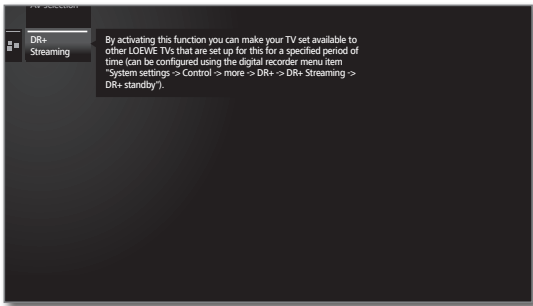 AV selection
DR+
Streaming
By activating this function you can make your TV set available to
other LOEWE TVs that are set up for this for a specified period of
time (can be configured using the digital recorder menu item
"System settings -> Control -> more -> DR+ -> DR+ Streaming ->
DR+ standby").